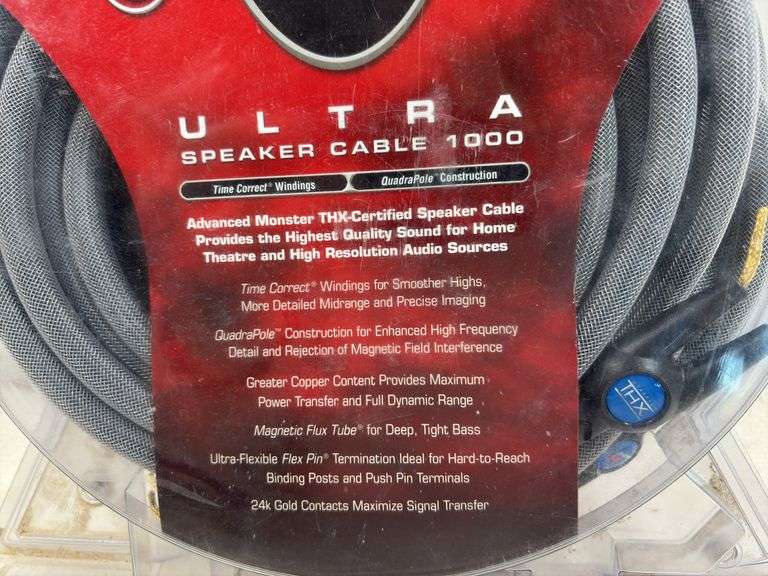 ULTRA
SPEAKER CABLE 1000
Time Correct® Windings
QuadraPole™ Construction
Advanced Monster THX-Certified Speaker Cable
Provides the Highest Quality Sound for Home
Theatre and High Resolution Audio Sources
Time Correct® Windings for Smoother Highs,
More Detailed Midrange and Precise Imaging
QuadraPole™ Construction for Enhanced High Frequency
Detail and Rejection of Magnetic Field Interference
Greater Copper Content Provides Maximum
Power Transfer and Full Dynamic Range
Magnetic Flux Tube® for Deep, Tight Bass
Ultra-Flexible Flex Pin® Termination Ideal for Hard-to-Reach
Binding Posts and Push Pin Terminals
24k Gold Contacts Maximize Signal Transfer
THX